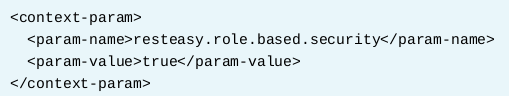 <context-param>
  <param-name>resteasy.role.based.security</param-name>
  <param-value>true</param-value>
</context-param>